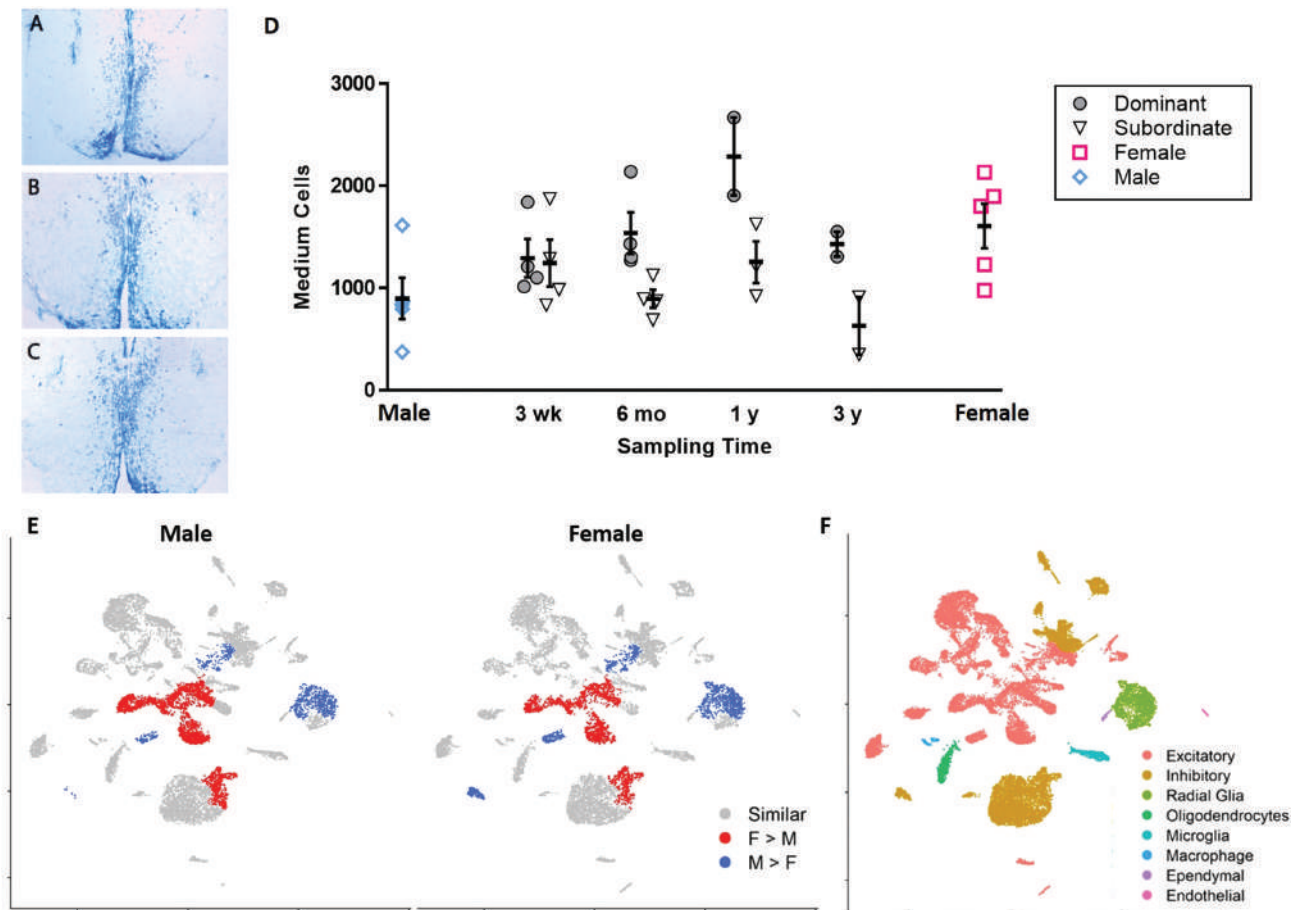 A
B
C
D
3000
2000
1000
0
Medium Cells
Male
3 wk
6 mo
1 y
3 y
Female
Sampling Time
Dominant
Subordinate
Female
Male
E
Male
Female
Similar
F > M
M > F
F
Excitatory
Inhibitory
Radial Glia
Oligodendrocytes
Microglia
Macrophage
Ependymal
Endothelial